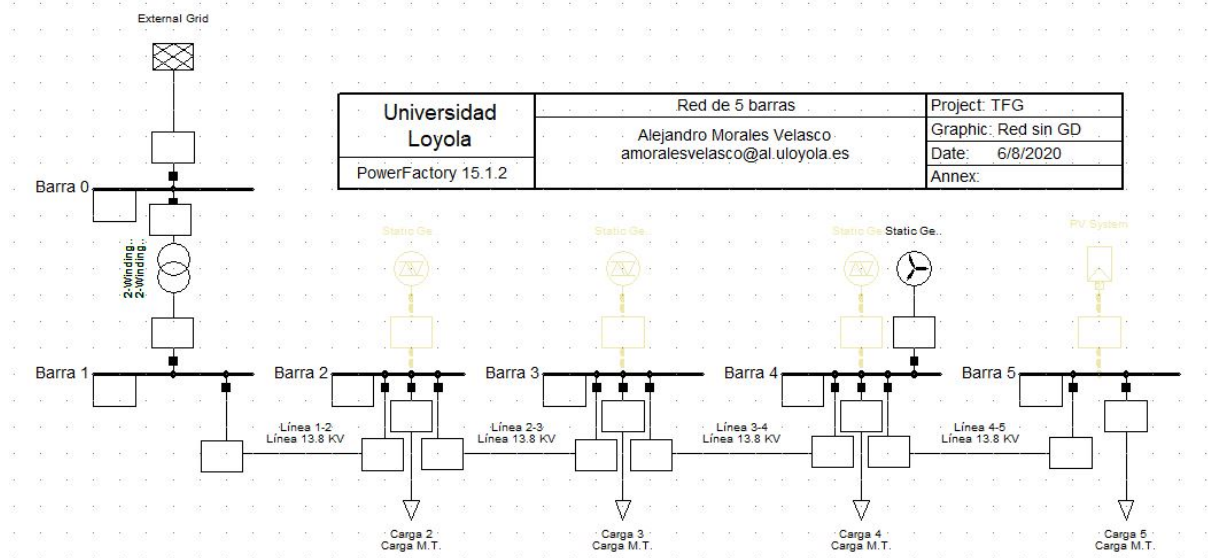 External Grid
Universidad
Loyola
PowerFactory 15.1.2
Red de 5 barras
Alejandro Morales Velasco
amoralesvelasco@al.uloyola.es
Project: TFG
Graphic: Red sin GD
Date: 6/8/2020
Annex:
Barra 0
2-Winding..
2-Winding..
Static Ge..
Static Ge..
Static Ge
Static Ge..
PV System
Barra 1
Barra 2
Barra 3
Barra 4
Barra 5
Línea 1-2
Línea 13.8 KV
Línea 2-3
Línea 13.8 KV
Línea 3-4
Línea 13.8 KV
Línea 4-5
Línea 13.8 KV
Carga 2
Carga M.T.
Carga 3
Carga M.T.
Carga 4
Carga M.T.
Carga 5
Carga M.T.